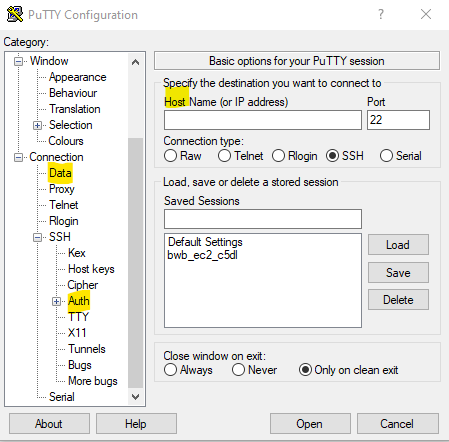 PuTTY Configuration
? ×
Category:
Window
Appearance
Behaviour
Translation
Selection
Colours
Connection
Data
Proxy
Telnet
Rlogin
SSH
Kex
Host keys
Cipher
Auth
TTY
X11
Tunnels
Bugs
More bugs
Serial
Basic options for your PuTTY session
Specify the destination you want to connect to
Host Name (or IP address) Port
22
Connection type:
Raw Telnet Rlogin SSH Serial
Load, save or delete a stored session
Saved Sessions
Default Settings
bwb_ec2_c5dl
Load
Save
Delete
Close window on exit:
Always Never Only on clean exit
About Help Open Cancel